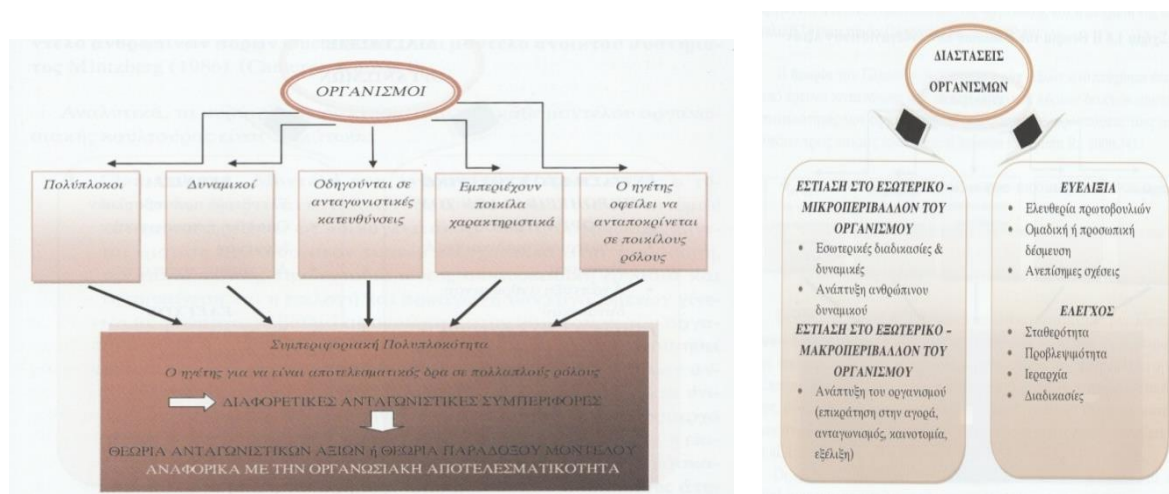 ΟΡΓΑΝΙΣΜΟΙ
Πολύπλοκοι
Δυναμικοί
Οδηγούνται σε
ανταγωνιστικές
κατευθύνσεις
Εμπεριέχουν
ποικίλα
χαρακτηριστικά
Ο ηγέτης
οφείλει να
ανταποκρίνεται
σε ποικίλους
ρόλους
Συμπεριφοριακή Πολυπλοκότητα
Ο ηγέτης για να είναι αποτελεσματικός δρα σε πολλαπλούς ρόλους
ΔΙΑΦΟΡΕΤΙΚΕΣ ΑΝΤΑΓΩΝΙΣΤΙΚΕΣ ΣΥΜΠΕΡΙΦΟΡΕΣ
ΘΕΩΡΙΑ ΑΝΤΑΓΩΝΙΣΤΙΚΩΝ ΑΞΙΩΝ ή ΘΕΩΡΙΑ ΠΑΡΑΔΟΞΟΥ ΜΟΝΤΕΛΟΥ
ΑΝΑΦΟΡΙΚΑ ΜΕ ΤΗΝ ΟΡΓΑΝΩΣΙΑΚΗ ΑΠΟΤΕΛΕΣΜΑΤΙΚΟΤΗΤΑ
ΔΙΑΣΤΑΣΕΙΣ
ΟΡΓΑΝΙΣΜΩΝ
ΕΣΤΙΑΣΗ ΣΤΟ ΕΣΩΤΕΡΙΚΟ –
ΜΙΚΡΟΠΕΡΙΒΑΛΛΟΝ ΤΟΥ
ΟΡΓΑΝΙΣΜΟΥ
• Εσωτερικές διαδικασίες &
δυναμικές
• Ανάπτυξη ανθρώπινου
δυναμικού
ΕΣΤΙΑΣΗ ΣΤΟ ΕΞΩΤΕΡΙΚΟ –
ΜΑΚΡΟΠΕΡΙΒΑΛΛΟΝ ΤΟΥ
ΟΡΓΑΝΙΣΜΟΥ
• Ανάπτυξη του οργανισμού
(επικράτηση στην αγορά,
ανταγωνισμός, καινοτομία,
εξέλιξη)
ΕΥΕΛΙΞΙΑ
• Ελευθερία πρωτοβουλιών
• Ομαδική ή προσωπική
δέσμευση
• Ανεπίσημες σχέσεις
ΕΛΕΓΧΟΣ
• Σταθερότητα
• Προβλεψιμότητα
• Ιεραρχία
• Διαδικασίες